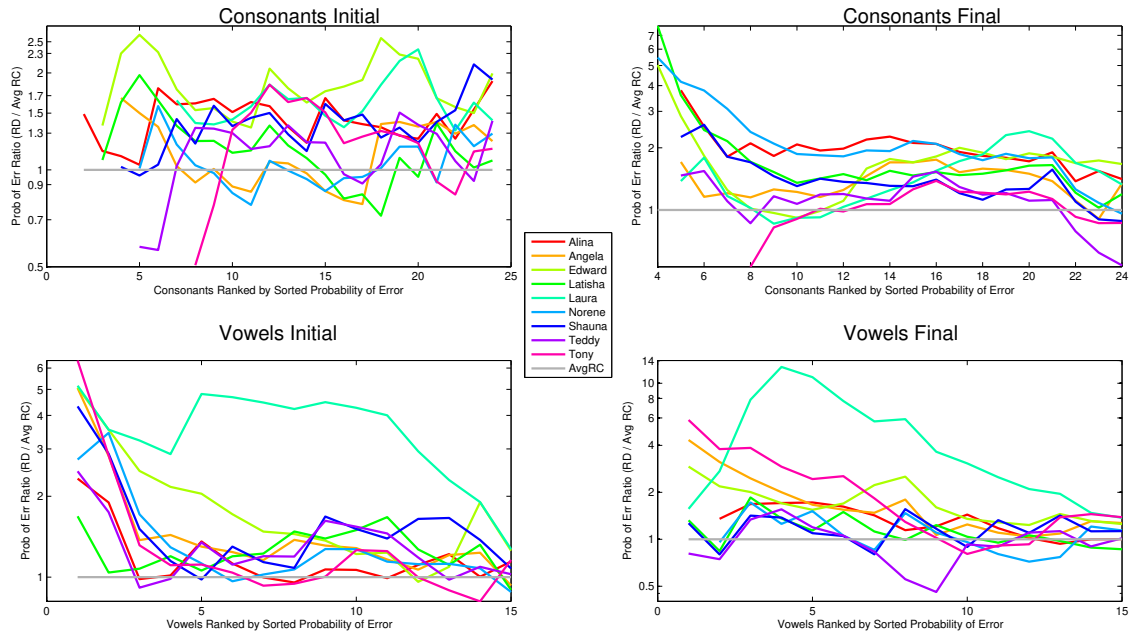 Consonants Initial
Prob of Err Ratio (RD / Avg RC)
2.5
2.3
2
1.7
1.5
1.3
1
0.9
0.7
0.5
0 5 10 15 20 25
Consonants Ranked by Sorted Probability of Error
Consonants Final
Prob of Err Ratio (RD / Avg RC)
7
5
4
3
2
1
4 6 8 10 12 14 16 18 20 22 24
Consonants Ranked by Sorted Probability of Error
Alina
Angela
Edward
Latisha
Laura
Norene
Shauna
Teddy
Tony
AvgRC
Vowels Initial
Prob of Err Ratio (RD / Avg RC)
6
5
4
3
2
1
0 5 10 15
Vowels Ranked by Sorted Probability of Error
Vowels Final
Prob of Err Ratio (RD / Avg RC)
14
10
8
6
4
2
1
0.5
0 5 10 15
Vowels Ranked by Sorted Probability of Error